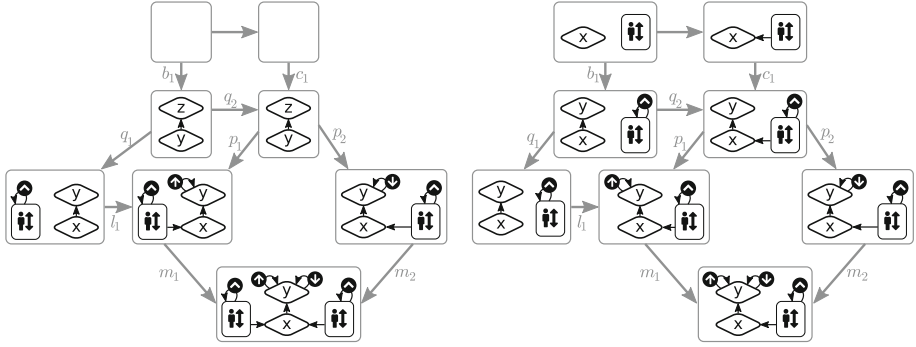 x x
b₁ c₁ b₁ c₁
z q₂ z y q₂ y
q₁ y p₁ y p₂ q₁ x p₁ x p₂
y y y y y y
x l₁ x x x l₁ x x
m₁ m₂ m₁ m₂
y y
x x